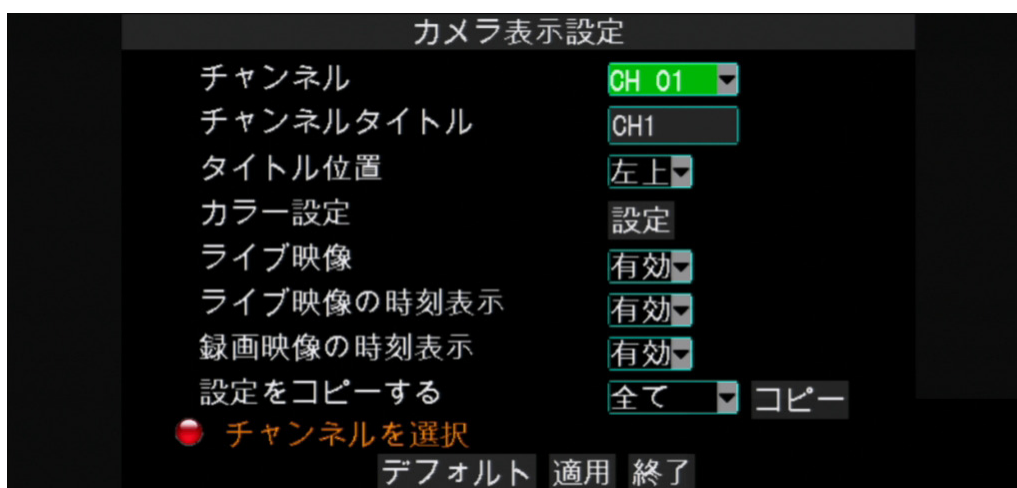 カメラ表示設定
チャンネル CH 01
チャンネルタイトル CH1
タイトル位置 左上
カラー設定 設定
ライブ映像 有効
ライブ映像の時刻表示 有効
録画映像の時刻表示 有効
設定をコピーする 全て コピー
チャンネルを選択
デフォルト 適用 終了